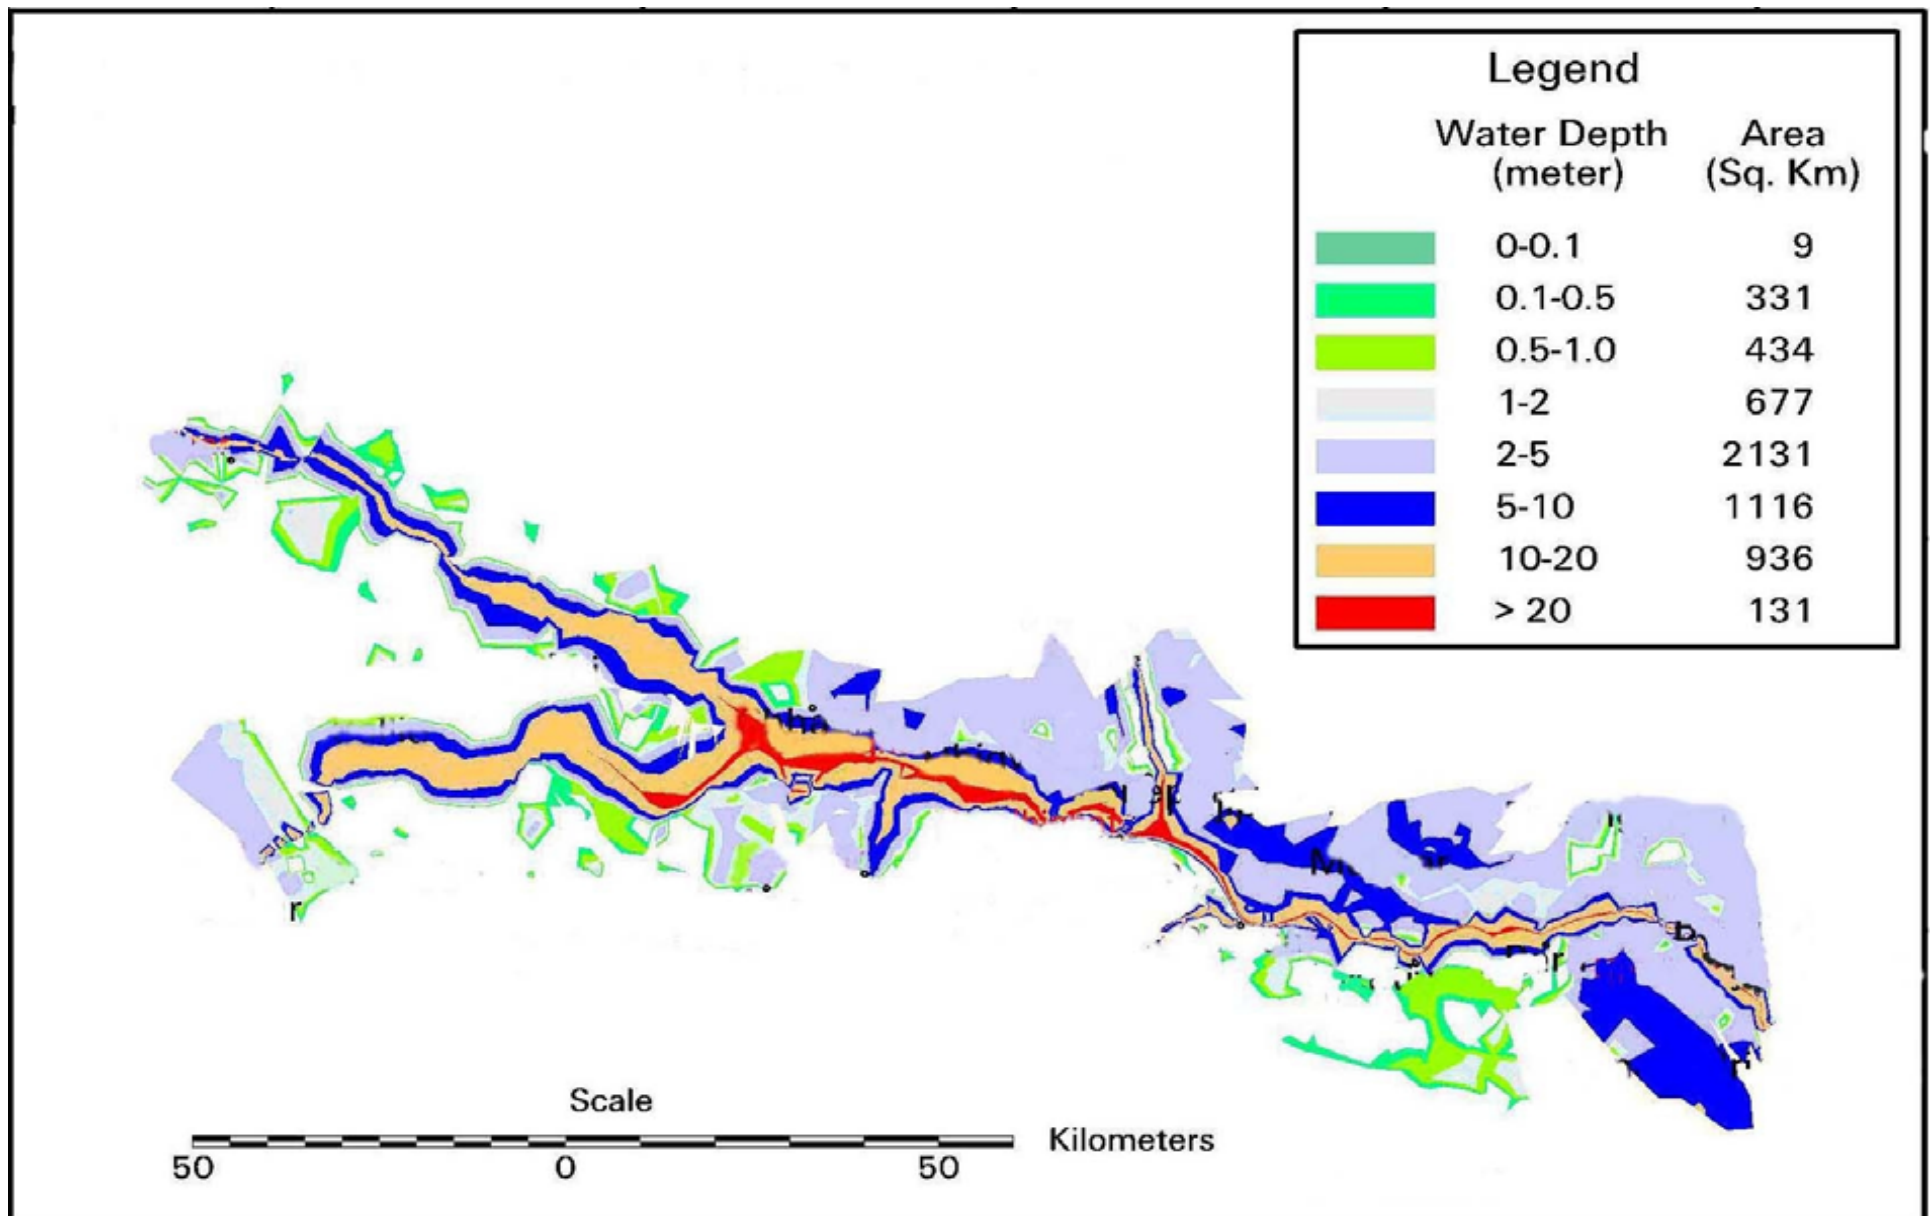 Legend
Water Depth (meter) Area (Sq. Km)
0-0.1 9
0.1-0.5 331
0.5-1.0 434
1-2 677
2-5 2131
5-10 1116
10-20 936
> 20 131
Scale
50 0 50 Kilometers